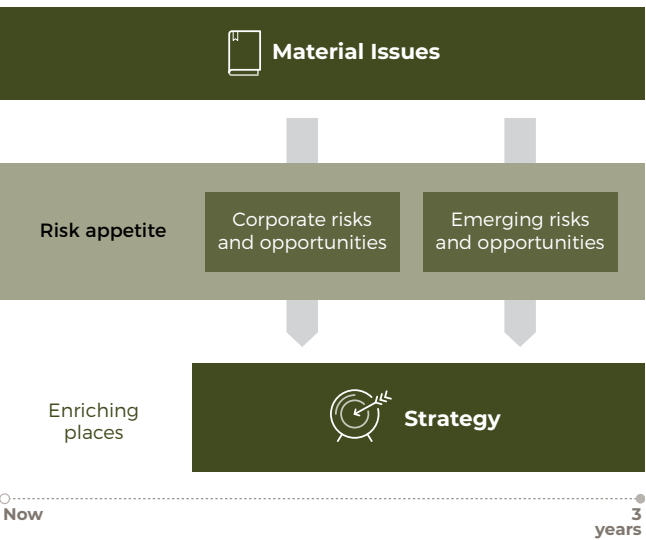 Material Issues
Risk appetite
Corporate risks
and opportunities
Emerging risks
and opportunities
Enriching
places
Strategy
Now
3
years